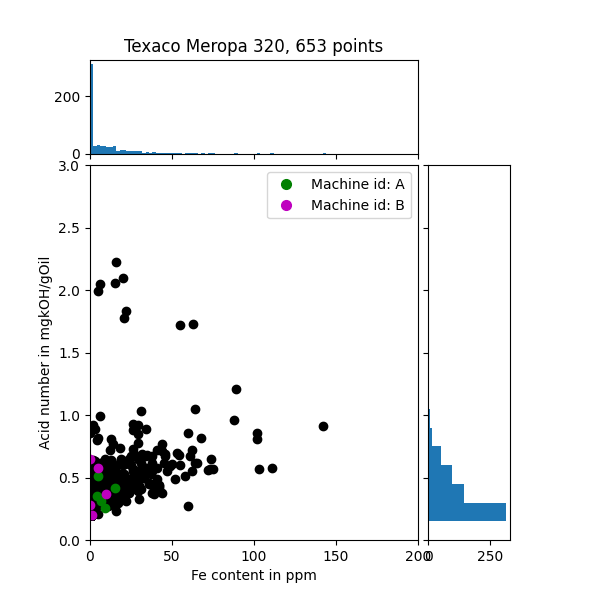 Texaco Meropa 320, 653 points
200
0
3.0
2.5
2.0
1.5
1.0
0.5
0.0
Acid number in mgkOH/gOil
Machine id: A
Machine id: B
0 50 100 150 200
0 250
Fe content in ppm